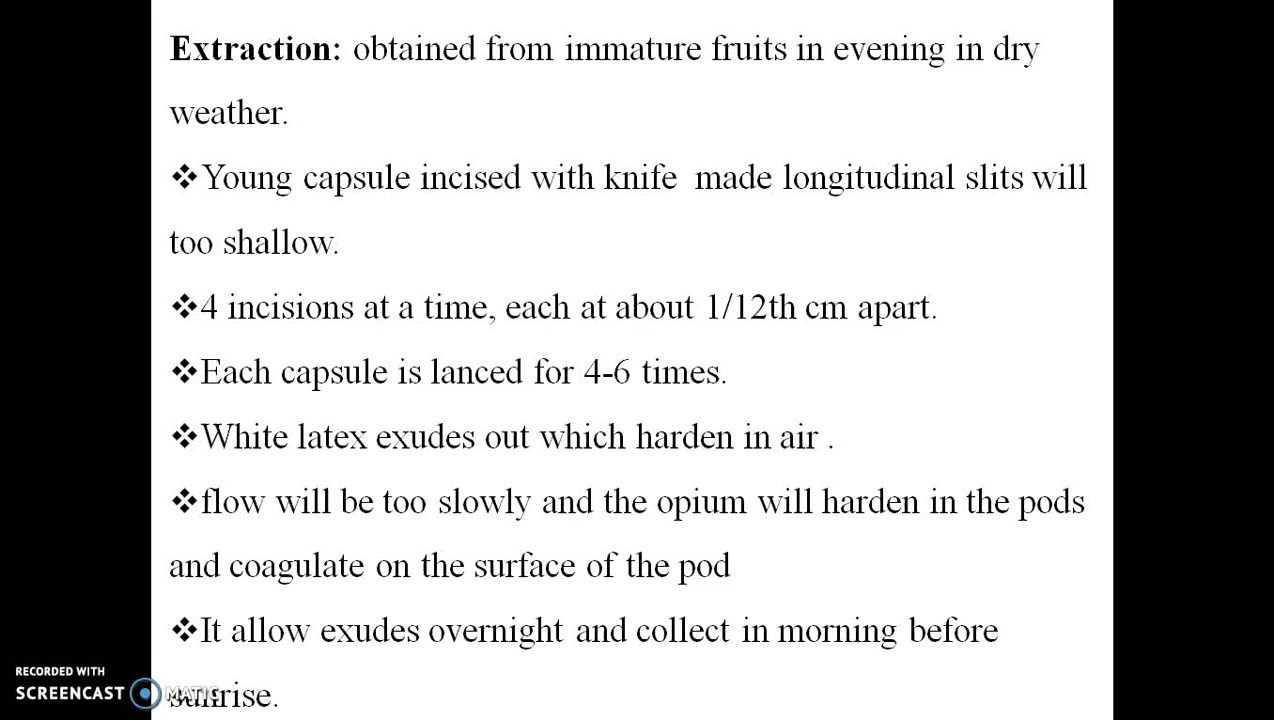 Extraction: obtained from immature fruits in evening in dry
weather.
❖Young capsule incised with knife made longitudinal slits will
too shallow.
❖4 incisions at a time, each at about 1/12th cm apart.
❖Each capsule is lanced for 4-6 times.
❖White latex exudes out which harden in air .
❖flow will be too slowly and the opium will harden in the pods
and coagulate on the surface of the pod
❖It allow exudes overnight and collect in morning before
sunrise.
RECORDED WITH
SCREENCAST MATIC